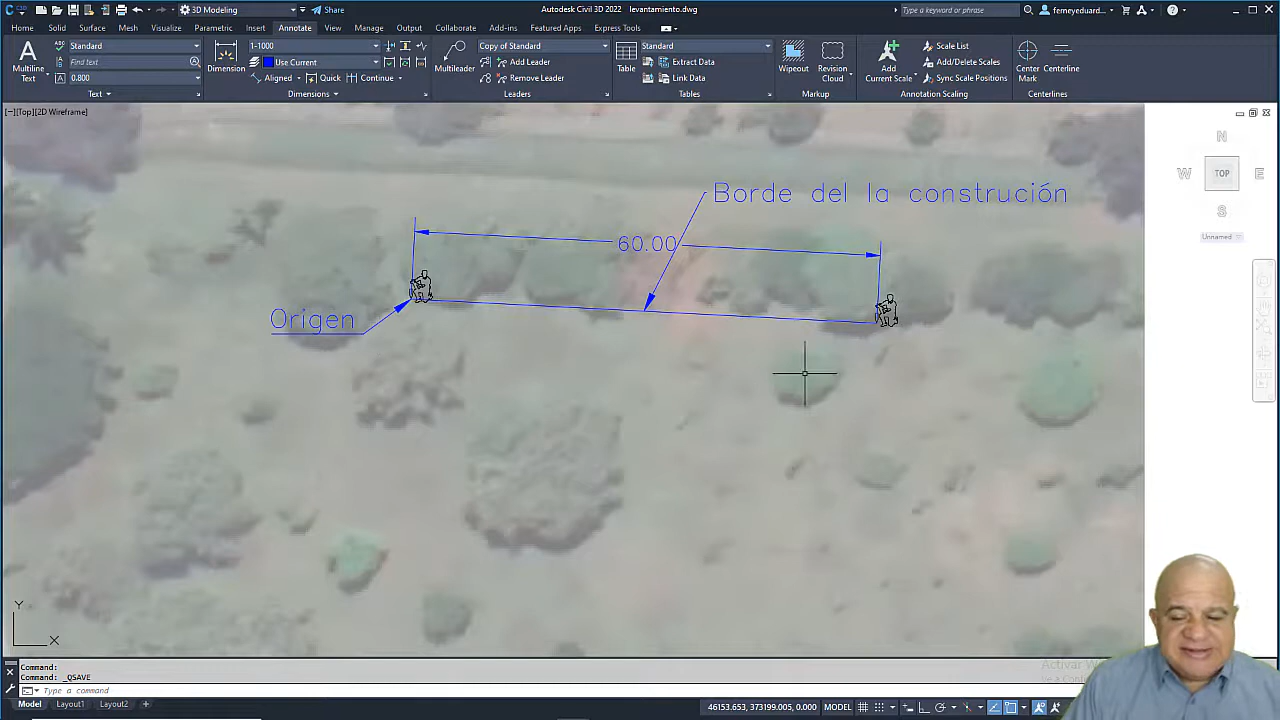 3D Modeling
Share
Autodesk Civil 3D 2022 levantamiento.dwg
Type a keyword or phrase
ferneyeduard...
Home Solid Surface Mesh Visualize Parametric Insert Annotate View Manage Output Collaborate Add-ins Featured Apps Express Tools
A
Multiline
Text
Standard
Find text
0.800
Text
Dimension
1-1000
Use Current
Aligned Quick Continue
Dimensions
Multileader
Copy of Standard
Add Leader
Remove Leader
Leaders
Table
Standard
Extract Data
Link Data
Tables
Wipeout
Revision
Cloud
Markup
Add
Current Scale
Scale List
Add/Delete Scales
Sync Scale Positions
Annotation Scaling
Center
Mark
Centerline
Centerlines
[−][Top][2D Wireframe]
N
W TOP E
S
Unnamed
Borde del la construción
60.00
Origen
Y
X
Command:
Command: _QSAVE
Type a command
Model Layout1 Layout2 +
46153.653, 373199.005, 0.000 MODEL